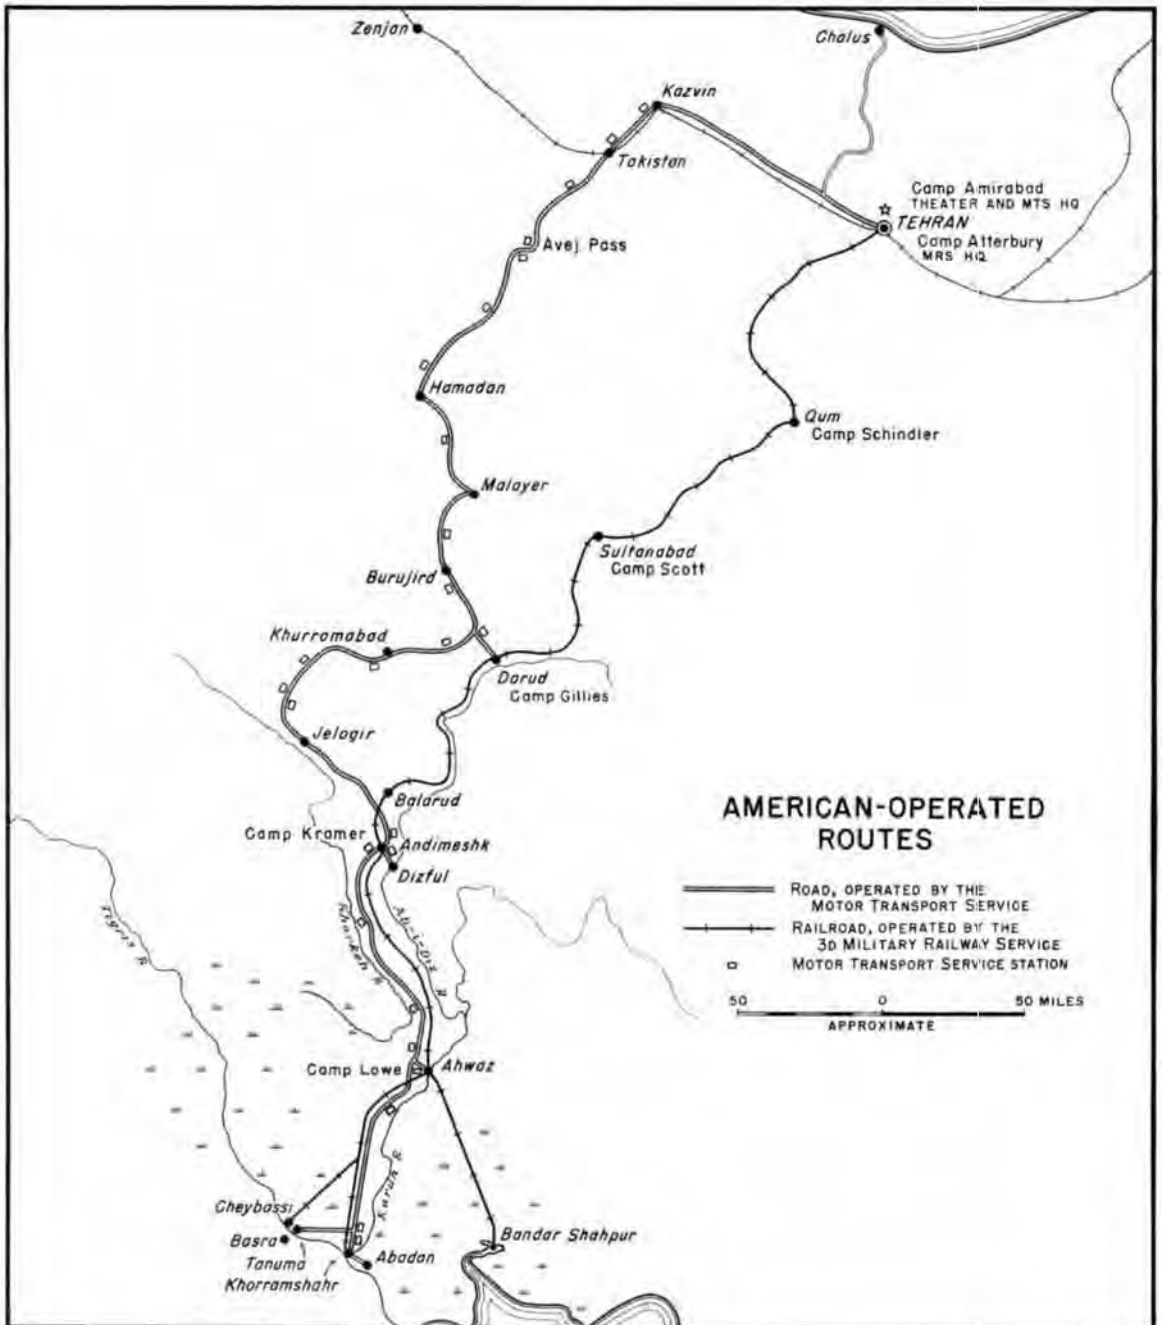 Zenjan
Chalus
Kazvin
Takistan
Camp Amirabad
THEATER AND MTS HQ
TEHRAN
Camp Atterbury
MRS HQ
Avej Pass
Hamadan
Qum
Camp Schindler
Malayer
Sultanabad
Camp Scott
Burujird
Khurramabad
Dorud
Camp Gillies
Jelogir
Balarud
Camp Kramer
Andimeshk
Dizful
AMERICAN-OPERATED
ROUTES
ROAD, OPERATED BY THE
MOTOR TRANSPORT SERVICE
RAILROAD, OPERATED BY THE
3D MILITARY RAILWAY SERVICE
MOTOR TRANSPORT SERVICE STATION
50 0 50 MILES
APPROXIMATE
Tigris R
Kharkeh R
Ab-i-Diz R
Camp Lowe
Ahwaz
Karun R
Cheybassi
Basra
Tanuma
Khorramshahr
Abadan
Bandar Shahpur